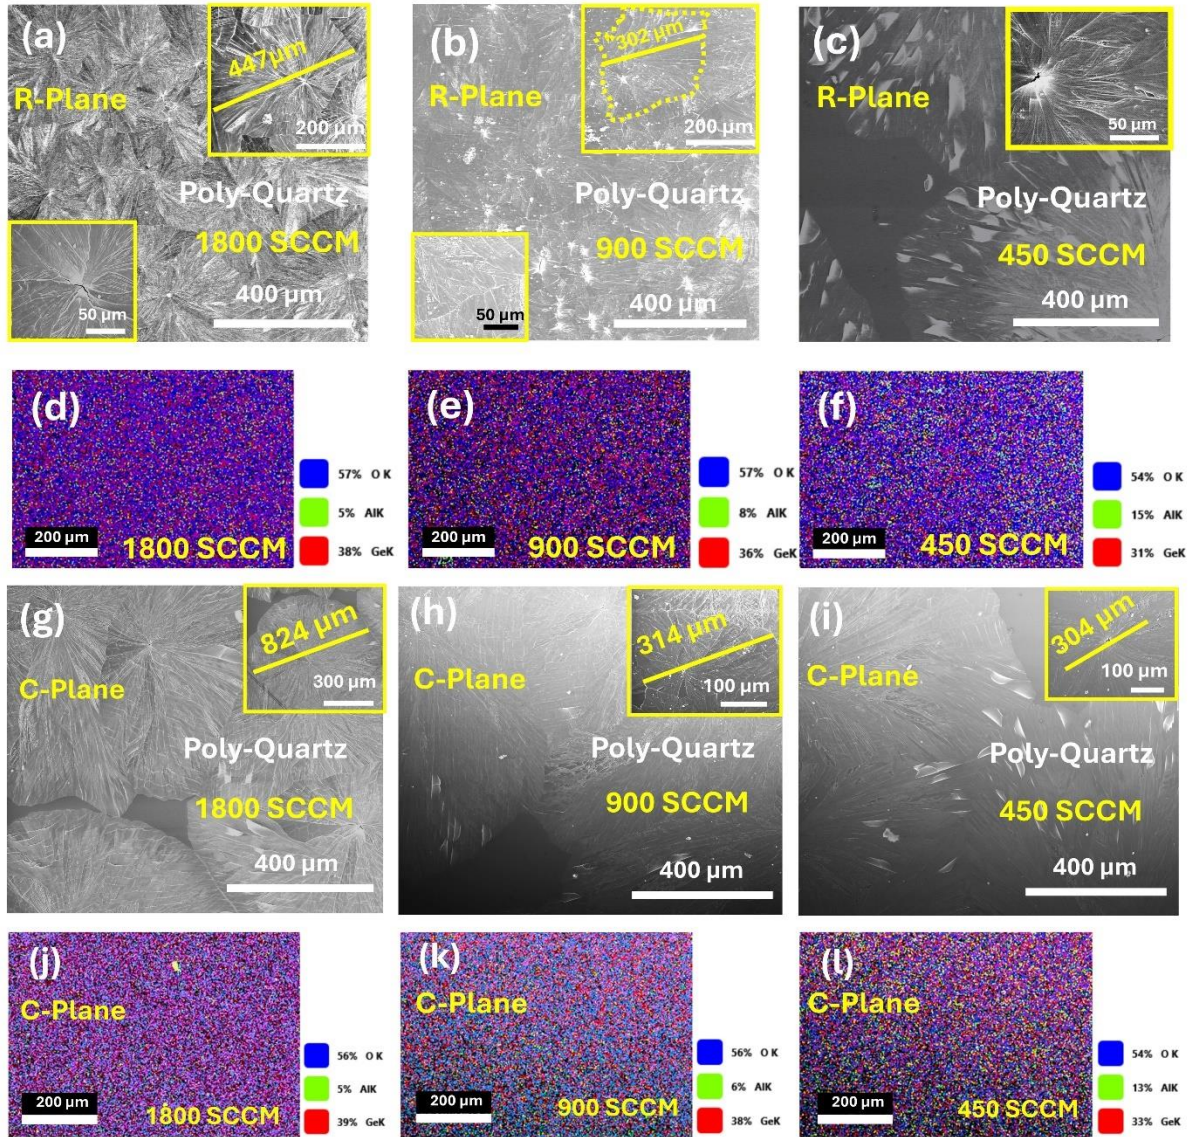 (a)
447μm
R-Plane
200 μm
Poly-Quartz
1800 SCCM
50 μm
400 μm
(b)
302 μm
R-Plane
200 μm
Poly-Quartz
900 SCCM
50 μm
400 μm
(c)
R-Plane
50 μm
Poly-Quartz
450 SCCM
400 μm
(d)
57% O K
5% AlK
38% GeK
200 μm
1800 SCCM
(e)
57% O K
8% AlK
36% GeK
200 μm
900 SCCM
(f)
54% O K
15% AlK
31% GeK
200 μm
450 SCCM
(g)
824 μm
C-Plane
300 μm
Poly-Quartz
1800 SCCM
400 μm
(h)
314 μm
C-Plane
100 μm
Poly-Quartz
900 SCCM
400 μm
(i)
304 μm
C-Plane
100 μm
Poly-Quartz
450 SCCM
400 μm
(j)
C-Plane
56% O K
5% AlK
39% GeK
200 μm
1800 SCCM
(k)
C-Plane
56% O K
6% AlK
38% GeK
200 μm
900 SCCM
(l)
C-Plane
54% O K
13% AlK
33% GeK
200 μm
450 SCCM